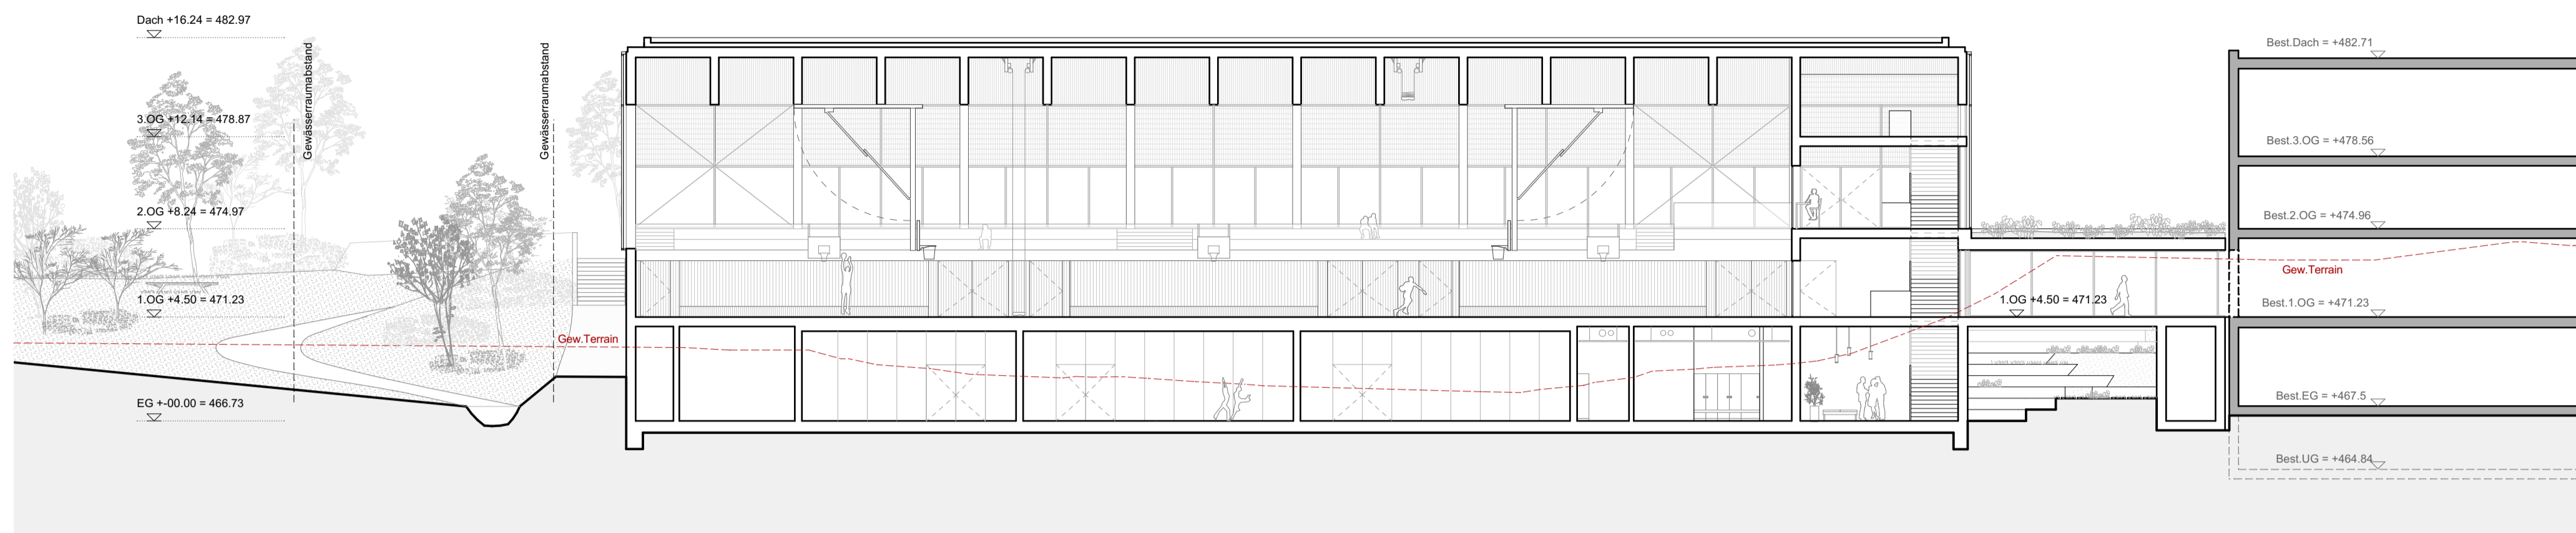 Dach +16.24 = 482.97
3.OG +12.14 = 478.87
2.OG +8.24 = 474.97
1.OG +4.50 = 471.23
EG +-00.00 = 466.73
Gewässerraumabstand
Gewässerraumabstand
Gew.Terrain
1.OG +4.50 = 471.23
Best.Dach = +482.71
Best.3.OG = +478.56
Best.2.OG = +474.96
Gew.Terrain
Best.1.OG = +471.23
Best.EG = +467.5
Best.UG = +464.84